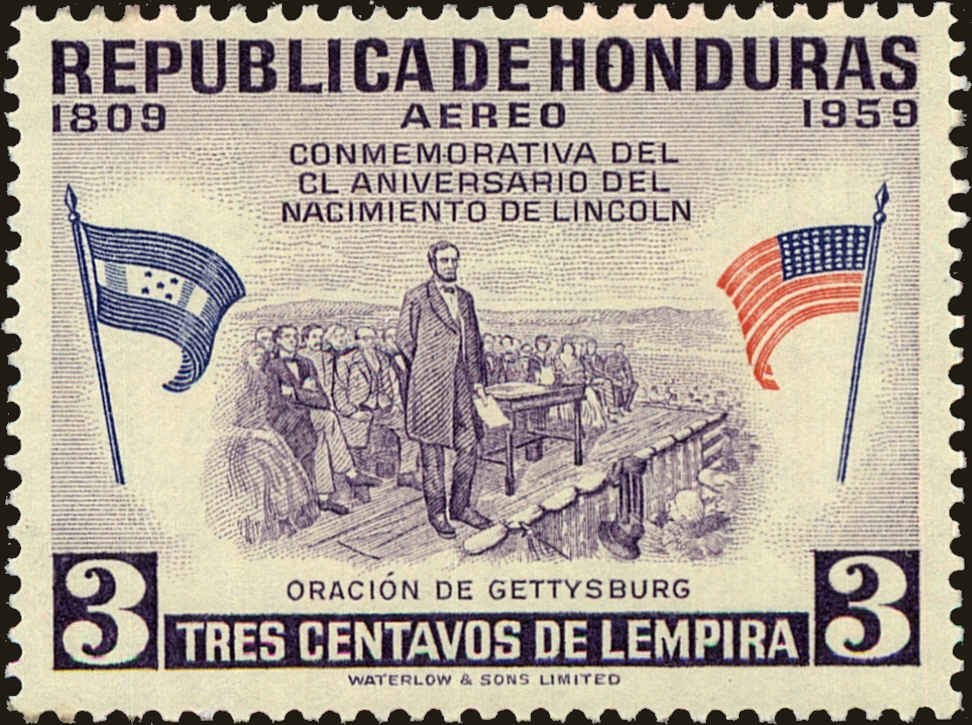 REPUBLICA DE HONDURAS
1809 AEREO 1959
CONMEMORATIVA DEL
CL ANIVERSARIO DEL
NACIMIENTO DE LINCOLN
ORACIÓN DE GETTYSBURG
3 TRES CENTAVOS DE LEMPIRA 3
WATERLOW & SONS LIMITED